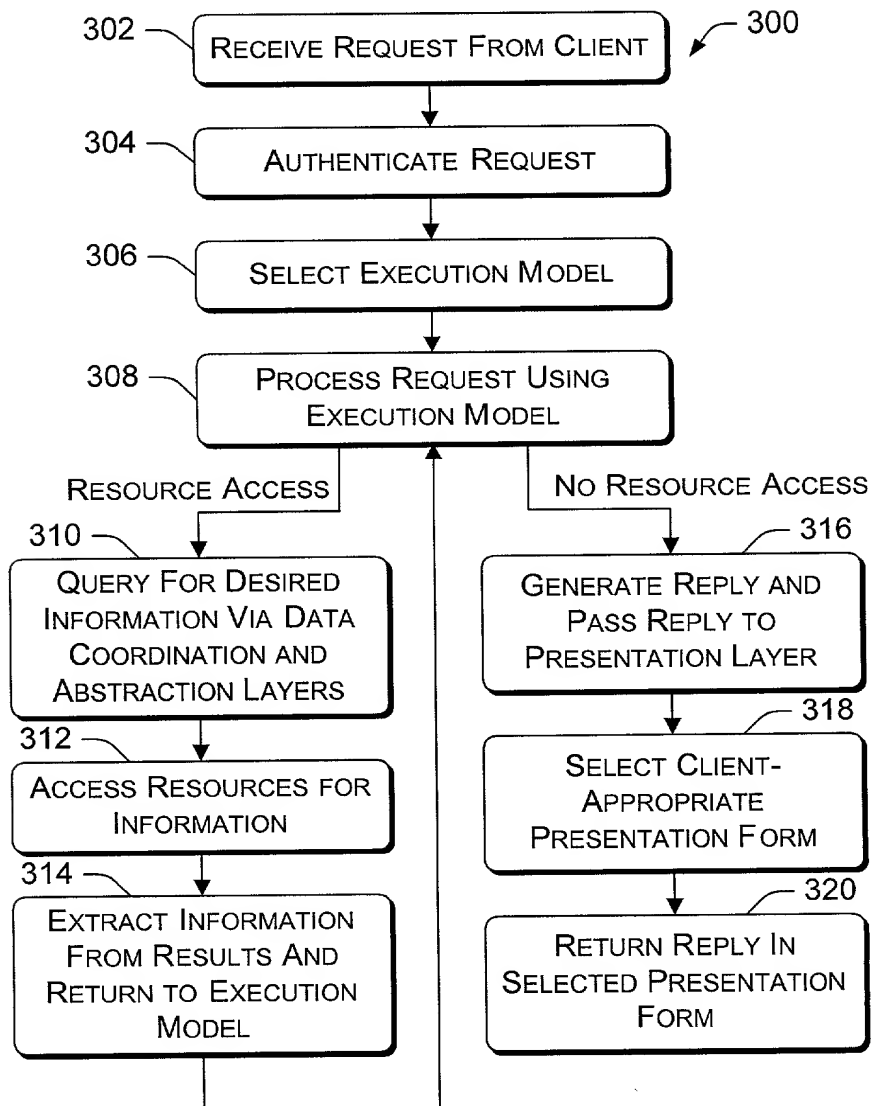 302
RECEIVE REQUEST FROM CLIENT
300
304
AUTHENTICATE REQUEST
306
SELECT EXECUTION MODEL
308
PROCESS REQUEST USING
EXECUTION MODEL
RESOURCE ACCESS
NO RESOURCE ACCESS
310
QUERY FOR DESIRED
INFORMATION VIA DATA
COORDINATION AND
ABSTRACTION LAYERS
312
ACCESS RESOURCES FOR
INFORMATION
314
EXTRACT INFORMATION
FROM RESULTS AND
RETURN TO EXECUTION
MODEL
316
GENERATE REPLY AND
PASS REPLY TO
PRESENTATION LAYER
318
SELECT CLIENT-
APPROPRIATE
PRESENTATION FORM
320
RETURN REPLY IN
SELECTED PRESENTATION
FORM